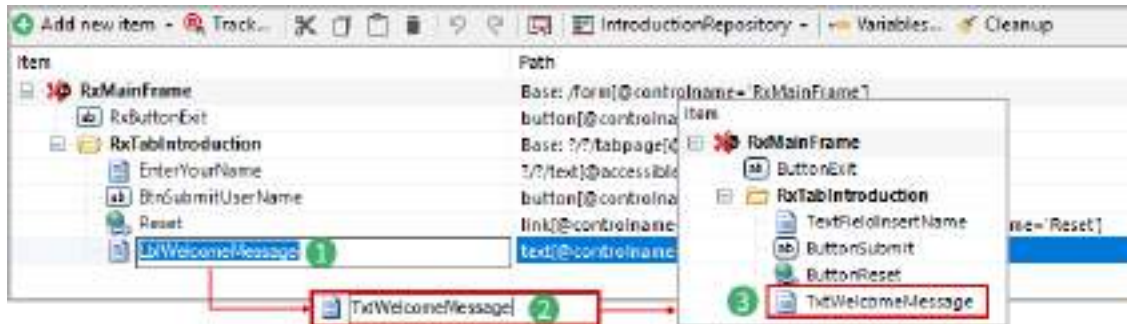 Add new item Track... IntroductionRepository Variables... Cleanup
Item Path
RxMainFrame Base: /form[@controlname='RxMainFrame']
RxButtonExit button[@controlna
RxTabIntroduction Base: ?/?/tabpage[@
EnterYourName ?/?/text[@accessible
BtnSubmitUserName button[@controlna
Reset link[@controlname me='Reset']
LblWelcomeMessage 1 text[@controlname
TxtWelcomeMessage 2
Item
RxMainFrame
ButtonExit
RxTabIntroduction
TextFieldInsertName
ButtonSubmit
ButtonReset
3 TxtWelcomeMessage